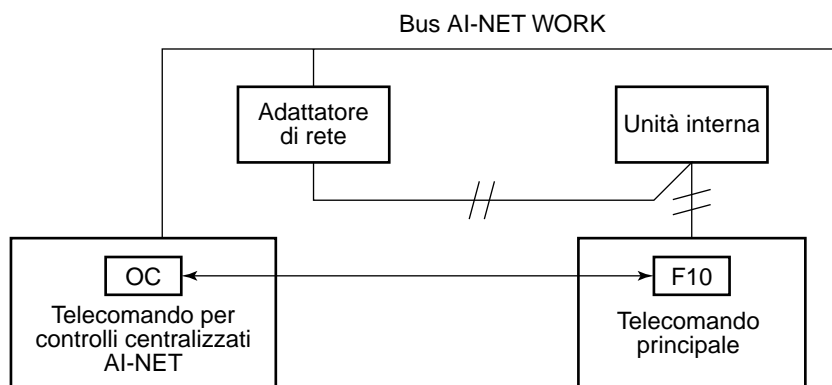 Bus AI-NET WORK
Adattatore
di rete
Unità interna
OC
Telecomando per
controlli centralizzati
AI-NET
F10
Telecomando
principale